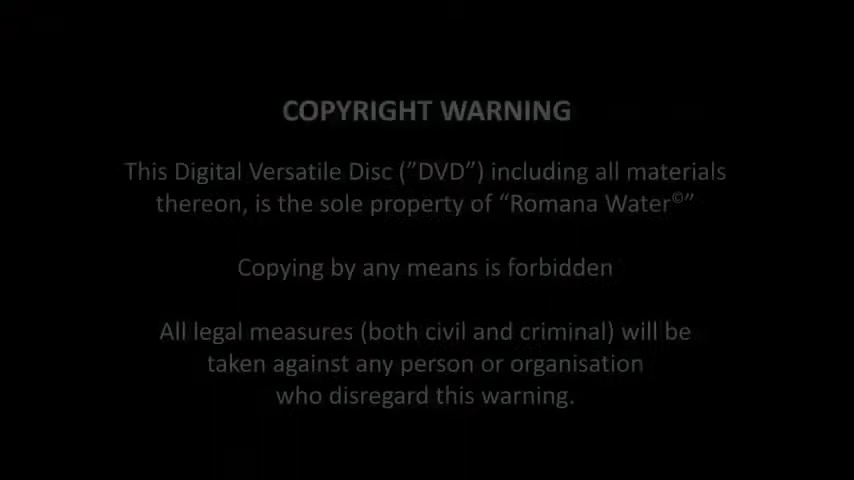 COPYRIGHT WARNING
This Digital Versatile Disc (”DVD”) including all materials
thereon, is the sole property of “Romana Water©”
Copying by any means is forbidden
All legal measures (both civil and criminal) will be
taken against any person or organisation
who disregard this warning.